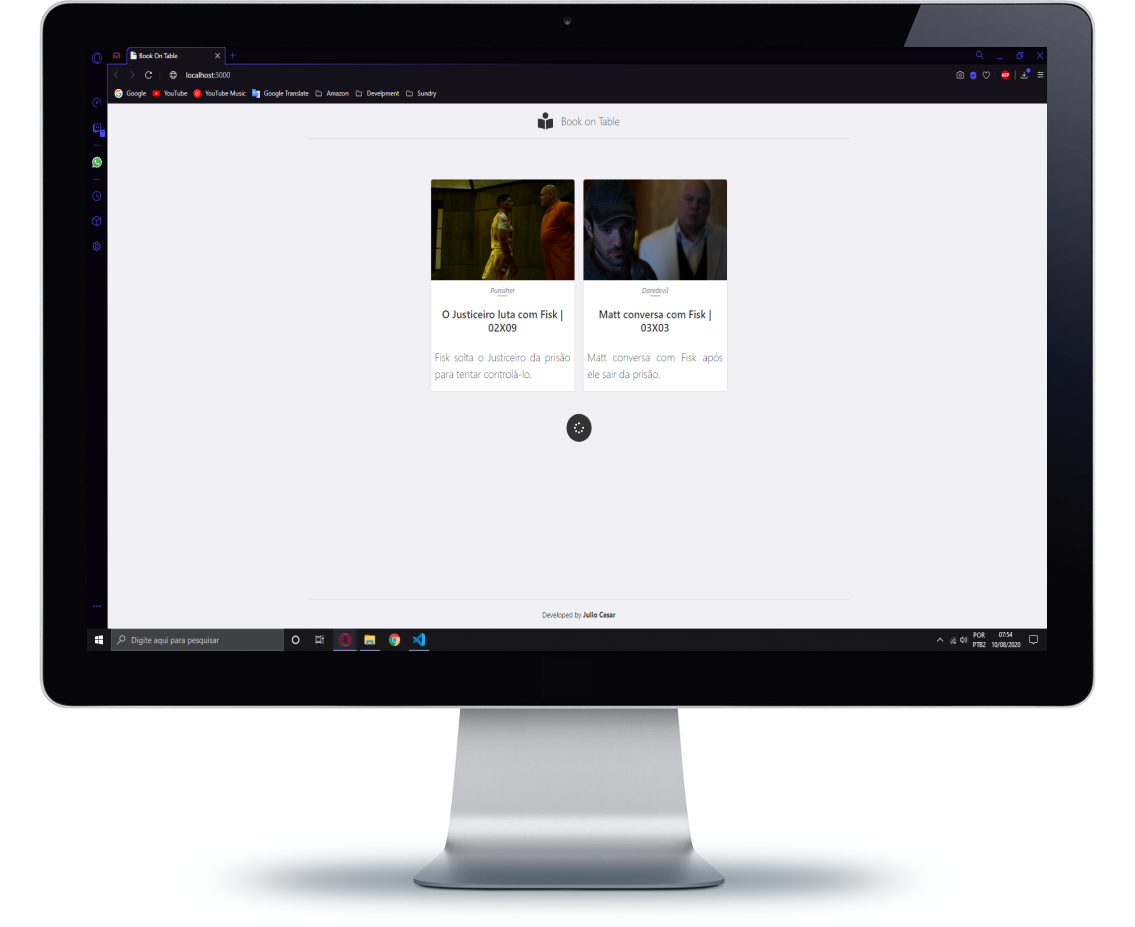 Book On Table
localhost:3000
Google YouTube YouTube Music Google Translate Amazon Develpment Sundry
Book on Table
Punisher
O Justiceiro luta com Fisk |
02X09
Fisk solta o Justiceiro da prisão
para tentar controlá-lo.
Daredevil
Matt conversa com Fisk |
03X03
Matt conversa com Fisk após
ele sair da prisão.
Developed by Julio Cesar
Digite aqui para pesquisar
POR 07:54
PTB2 10/08/2020